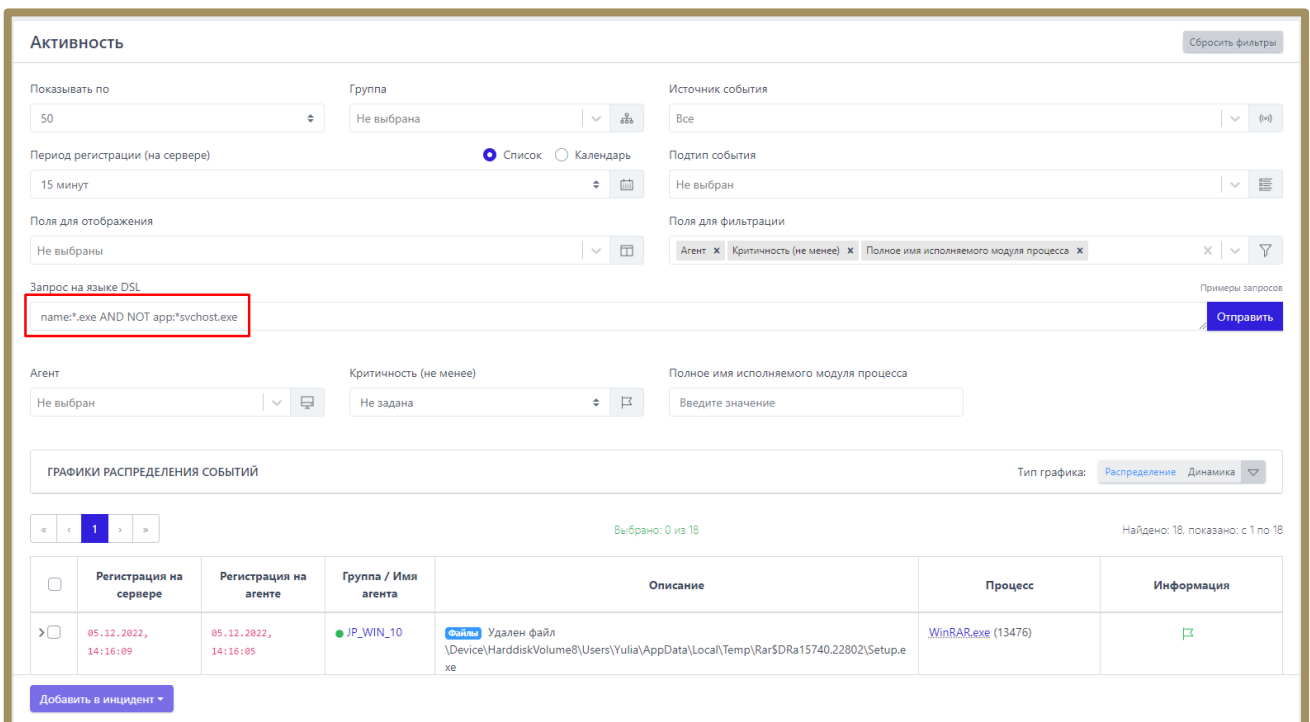 Активность
Сбросить фильтры
Показывать по
Группа
Источник события
50
Не выбрана
Все
Период регистрации (на сервере)
Список
Календарь
Подтип события
15 минут
Не выбран
Поля для отображения
Поля для фильтрации
Не выбраны
Агент × Критичность (не менее) × Полное имя исполняемого модуля процесса ×
Запрос на языке DSL
Примеры запросов
name:*.exe AND NOT app:*svchost.exe
Отправить
Агент
Критичность (не менее)
Полное имя исполняемого модуля процесса
Не выбран
Не задана
Введите значение
ГРАФИКИ РАСПРЕДЕЛЕНИЯ СОБЫТИЙ
Тип графика:
Распределение
Динамика
« ‹ 1 › »
Выбрано: 0 из 18
Найдено: 18, показано: с 1 по 18
Регистрация на
сервере
Регистрация на
агенте
Группа / Имя
агента
Описание
Процесс
Информация
05.12.2022,
14:16:09
05.12.2022,
14:16:05
JP_WIN_10
Файлы Удален файл
\Device\HarddiskVolume8\Users\Yulia\AppData\Local\Temp\Rar$DRa15740.22802\Setup.e
xe
WinRAR.exe (13476)
Добавить в инцидент